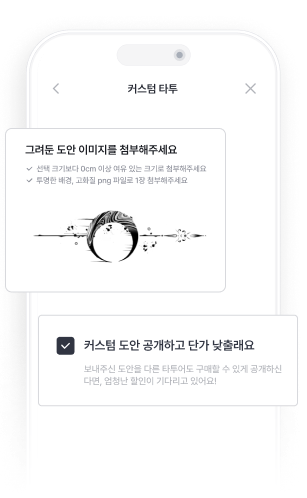 커스텀 타투
그려둔 도안 이미지를 첨부해주세요
선택 크기보다 0cm 이상 여유 있는 크기로 첨부해주세요
투명한 배경, 고화질 png 파일로 1장 첨부해주세요
커스텀 도안 공개하고 단가 낮출래요
보내주신 도안을 다른 타투어도 구매할 수 있게 공개하신
다면, 엄청난 할인이 기다리고 있어요!